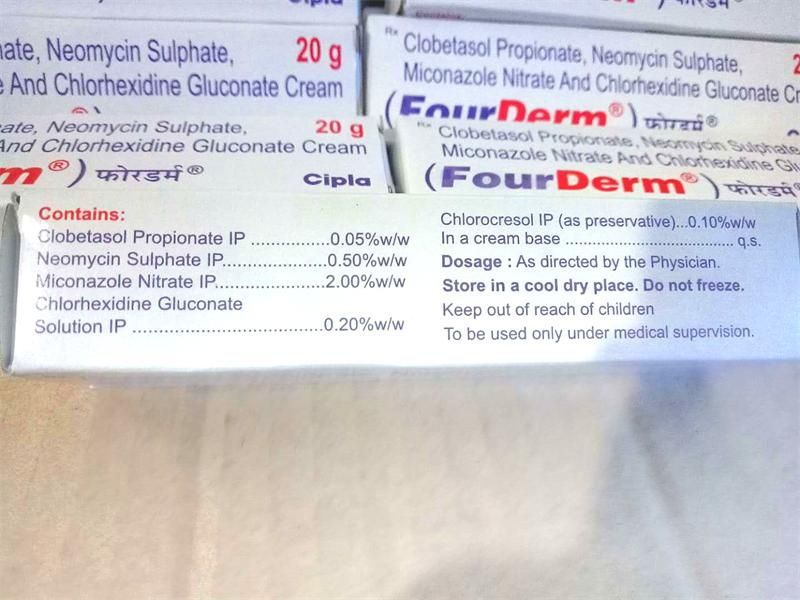 Cipla
ate, Neomycin Sulphate, 20 g
And Chlorhexidine Gluconate Cream
Rx Clobetasol Propionate, Neomycin Sulphate,
Miconazole Nitrate And Chlorhexidine Gluconate Cr
(FourDerm®) फोरडर्म®
ate, Neomycin Sulphate, 20 g
And Chlorhexidine Gluconate Cream
m®) फोरडर्म® Cipla
Rx Clobetasol Propionate, Neomycin Sulphate
Miconazole Nitrate And Chlorhexidine Glu
(FourDerm®) फोरडर्म®
Contains:
Clobetasol Propionate IP ..............0.05%w/w
Neomycin Sulphate IP.....................0.50%w/w
Miconazole Nitrate IP......................2.00%w/w
Chlorhexidine Gluconate
Solution IP ...................................0.20%w/w
Chlorocresol IP (as preservative)...0.10%w/w
In a cream base ................................... q.s.
Dosage : As directed by the Physician.
Store in a cool dry place. Do not freeze.
Keep out of reach of children
To be used only under medical supervision.